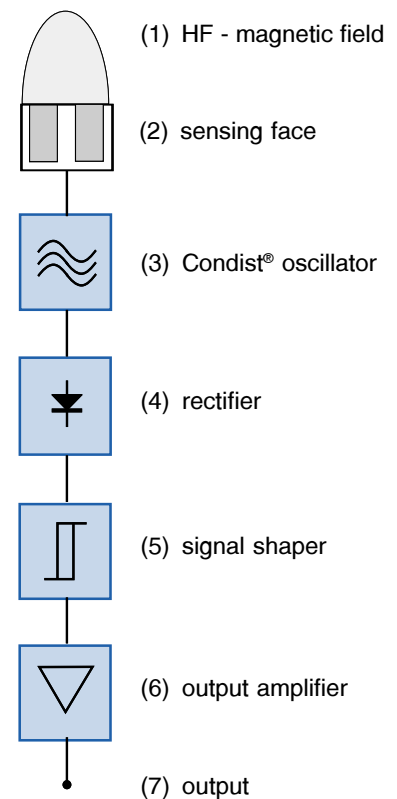 (1) HF - magnetic field
(2) sensing face
(3) Condist® oscillator
(4) rectifier
(5) signal shaper
(6) output amplifier
(7) output